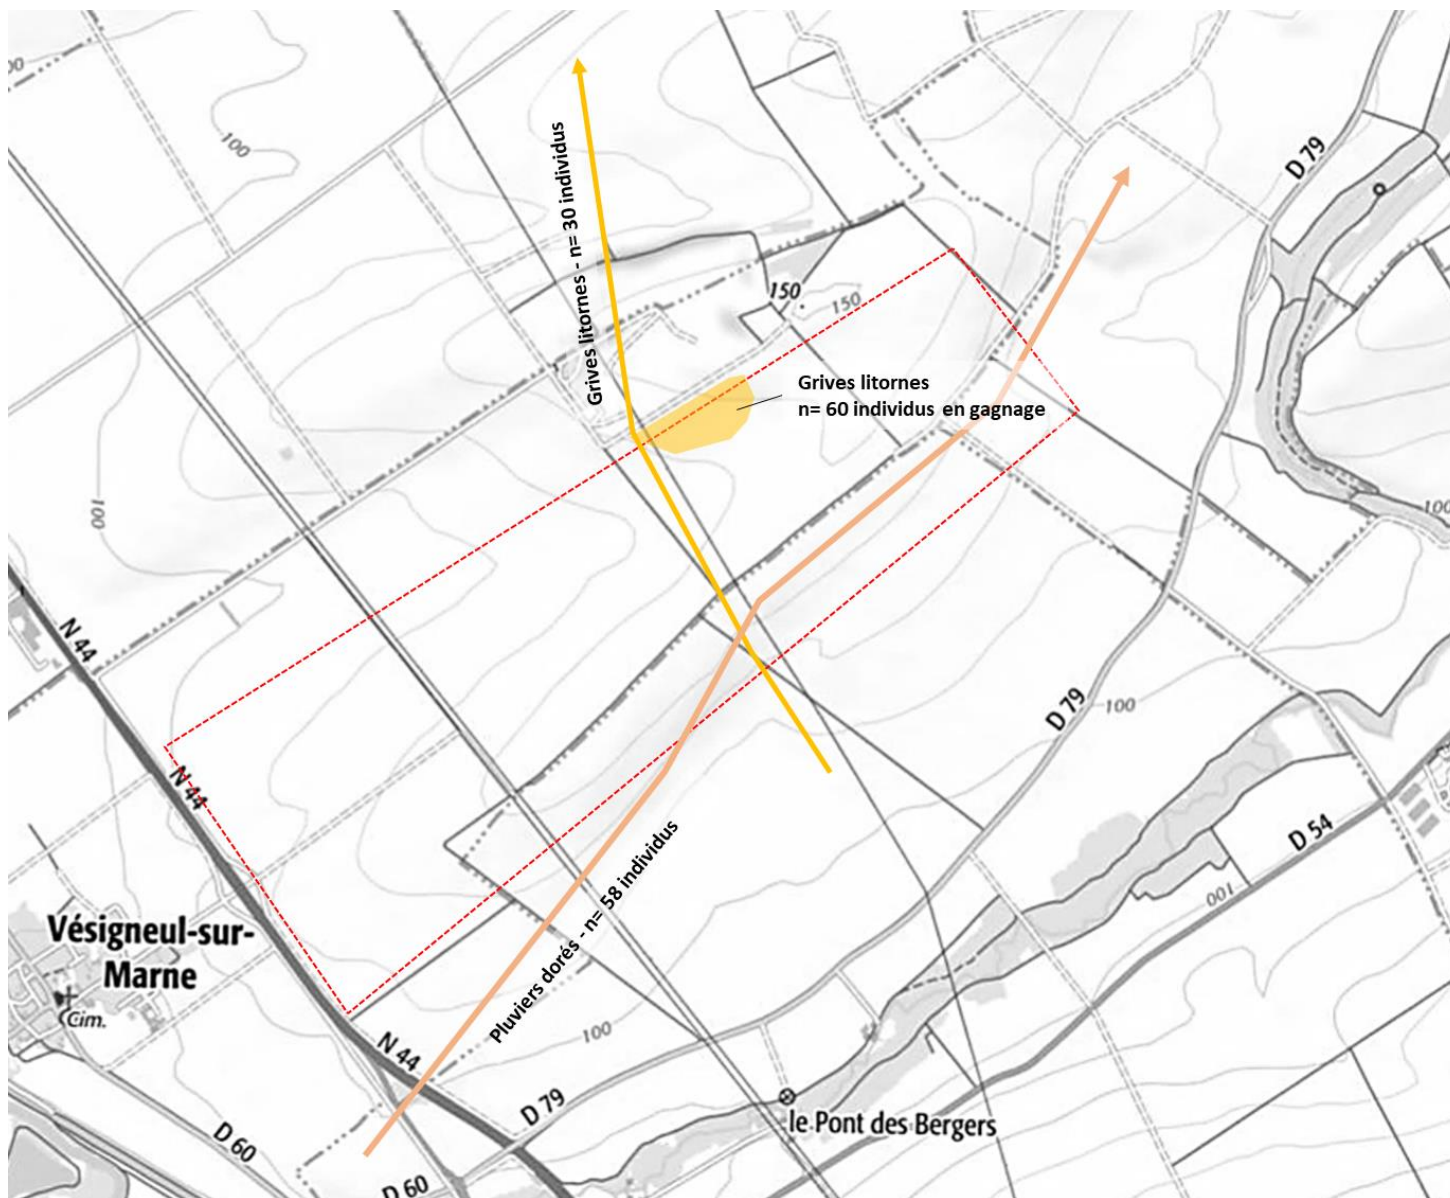 00
100
D 79
Grives litornes - n= 30 individus
150
150
Grives litornes
n= 60 individus en gagnage
100
100
N 44
D 79
100
N 44
D 54
100
Pluviers dorés - n= 58 individus
Vésigneul-sur-
Marne
Cim.
100
N 44
D 79
le Pont des Bergers
D 60
D 60